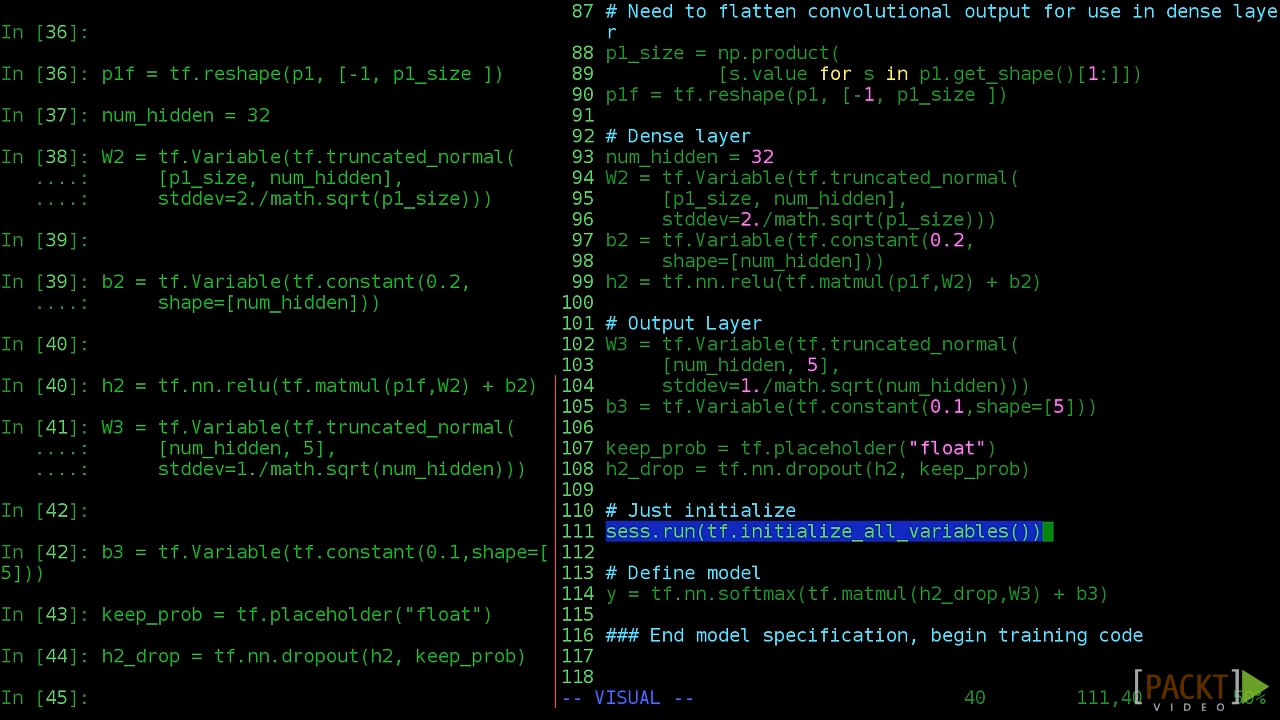 In [36]:
In [36]: p1f = tf.reshape(p1, [-1, p1_size ])
In [37]: num_hidden = 32
In [38]: W2 = tf.Variable(tf.truncated_normal(
....: [p1_size, num_hidden],
....: stddev=2./math.sqrt(p1_size)))
In [39]:
In [39]: b2 = tf.Variable(tf.constant(0.2,
....: shape=[num_hidden]))
In [40]:
In [40]: h2 = tf.nn.relu(tf.matmul(p1f,W2) + b2)
In [41]: W3 = tf.Variable(tf.truncated_normal(
....: [num_hidden, 5],
....: stddev=1./math.sqrt(num_hidden)))
In [42]:
In [42]: b3 = tf.Variable(tf.constant(0.1,shape=[
5]))
In [43]: keep_prob = tf.placeholder("float")
In [44]: h2_drop = tf.nn.dropout(h2, keep_prob)
In [45]:
87 # Need to flatten convolutional output for use in dense laye
r
88 p1_size = np.product(
89 [s.value for s in p1.get_shape()[1:]])
90 p1f = tf.reshape(p1, [-1, p1_size ])
91
92 # Dense layer
93 num_hidden = 32
94 W2 = tf.Variable(tf.truncated_normal(
95 [p1_size, num_hidden],
96 stddev=2./math.sqrt(p1_size)))
97 b2 = tf.Variable(tf.constant(0.2,
98 shape=[num_hidden]))
99 h2 = tf.nn.relu(tf.matmul(p1f,W2) + b2)
100
101 # Output Layer
102 W3 = tf.Variable(tf.truncated_normal(
103 [num_hidden, 5],
104 stddev=1./math.sqrt(num_hidden)))
105 b3 = tf.Variable(tf.constant(0.1,shape=[5]))
106
107 keep_prob = tf.placeholder("float")
108 h2_drop = tf.nn.dropout(h2, keep_prob)
109
110 # Just initialize
111 sess.run(tf.initialize_all_variables())
112
113 # Define model
114 y = tf.nn.softmax(tf.matmul(h2_drop,W3) + b3)
115
116 ### End model specification, begin training code
117
118
-- VISUAL -- 40 111,40
[PACKT]
VIDEO